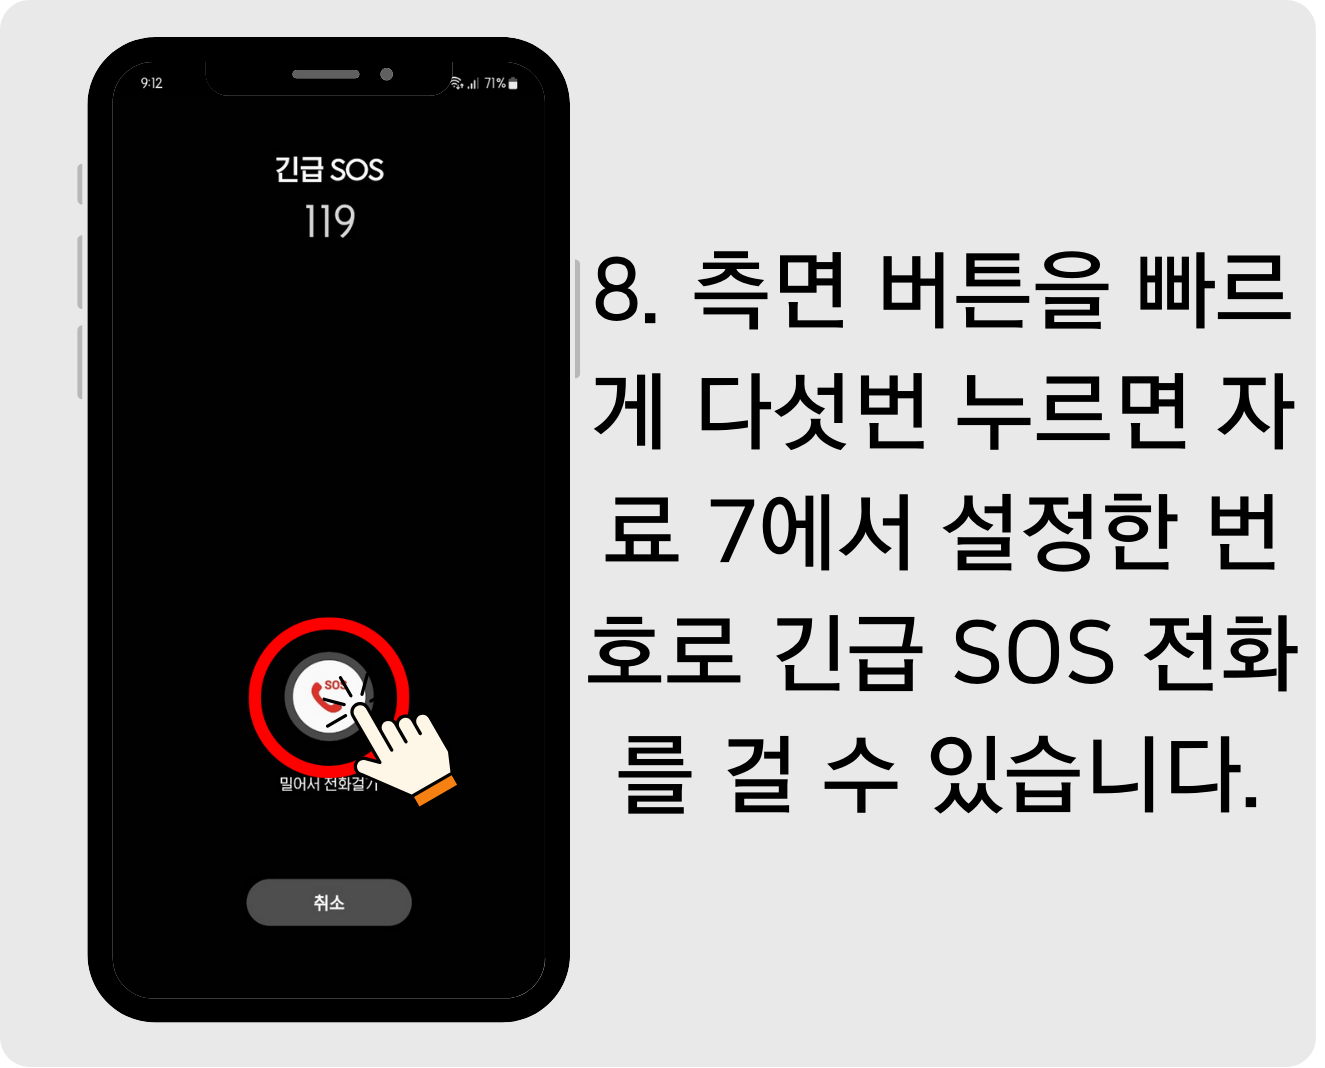 9:12
71%
긴급 SOS
119
SOS
밀어서 전화걸기
취소
8. 측면 버튼을 빠르
게 다섯번 누르면 자
료 7에서 설정한 번
호로 긴급 SOS 전화
를 걸 수 있습니다.